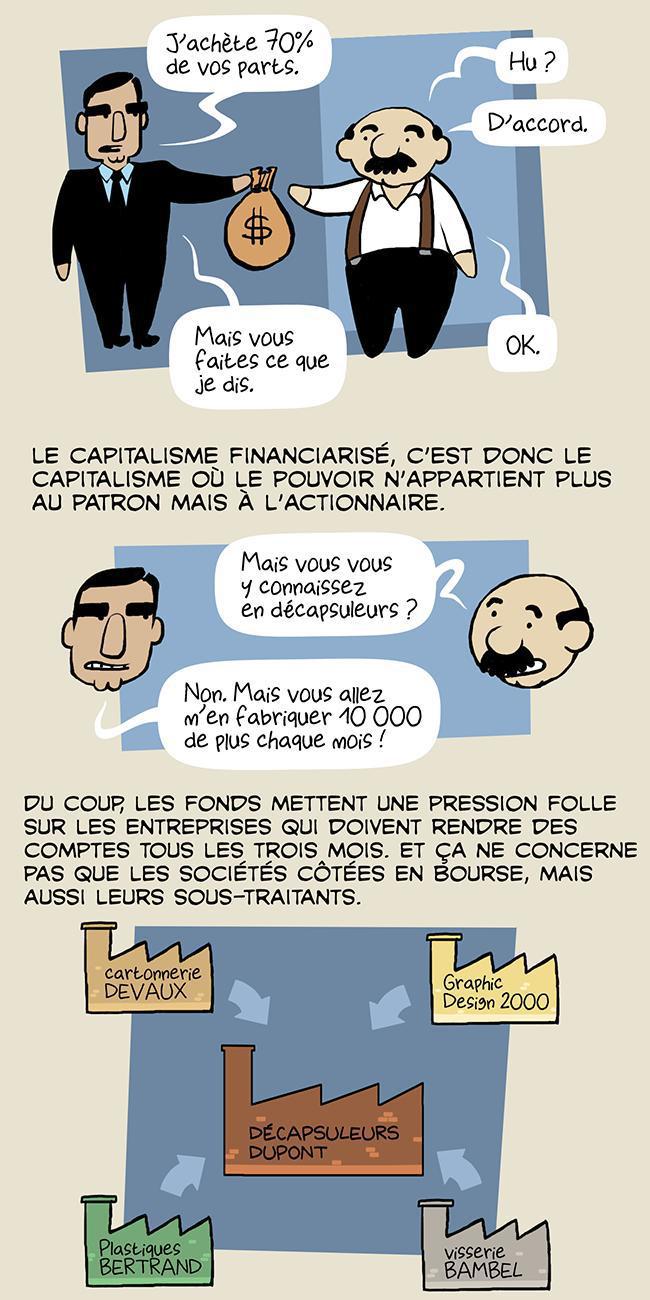 J'achète 70%
de vos parts.
Hu ?
D'accord.
$
Mais vous
faites ce que
je dis.
OK.
LE CAPITALISME FINANCIARISÉ, C'EST DONC LE
CAPITALISME OÙ LE POUVOIR N'APPARTIENT PLUS
AU PATRON MAIS À L'ACTIONNAIRE.
Mais vous vous
y connaissez
en décapsuleurs ?
Non. Mais vous allez
m'en fabriquer 10 000
de plus chaque mois !
DU COUP, LES FONDS METTENT UNE PRESSION FOLLE
SUR LES ENTREPRISES QUI DOIVENT RENDRE DES
COMPTES TOUS LES TROIS MOIS. ET ÇA NE CONCERNE
PAS QUE LES SOCIÉTÉS CÔTÉES EN BOURSE, MAIS
AUSSI LEURS SOUS-TRAITANTS.
cartonnerie
DEVAUX
Graphic
Design 2000
DÉCAPSULEURS
DUPONT
Plastiques
BERTRAND
visserie
BAMBEL